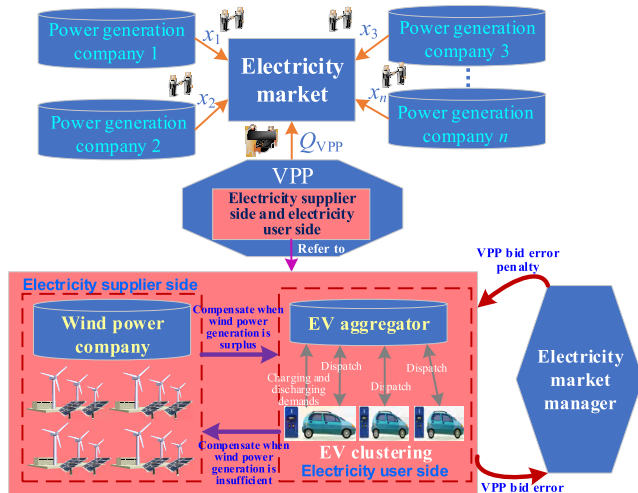 Power generation
company 1
x1
x3
Power generation
company 3
Electricity
market
Power generation
company 2
x2
xn
Power generation
company n
QVPP
VPP
Electricity supplier
side and electricity
user side
Refer to
VPP bid error
penalty
Electricity supplier side
Wind power
company
Compensate when
wind power
generation is
surplus
EV aggregator
Charging and
discharging
demands
Dispatch
Dispatch
Dispatch
Electricity
market
manager
Compensate when
wind power
generation is
insufficient
EV clustering
Electricity user side
VPP bid error